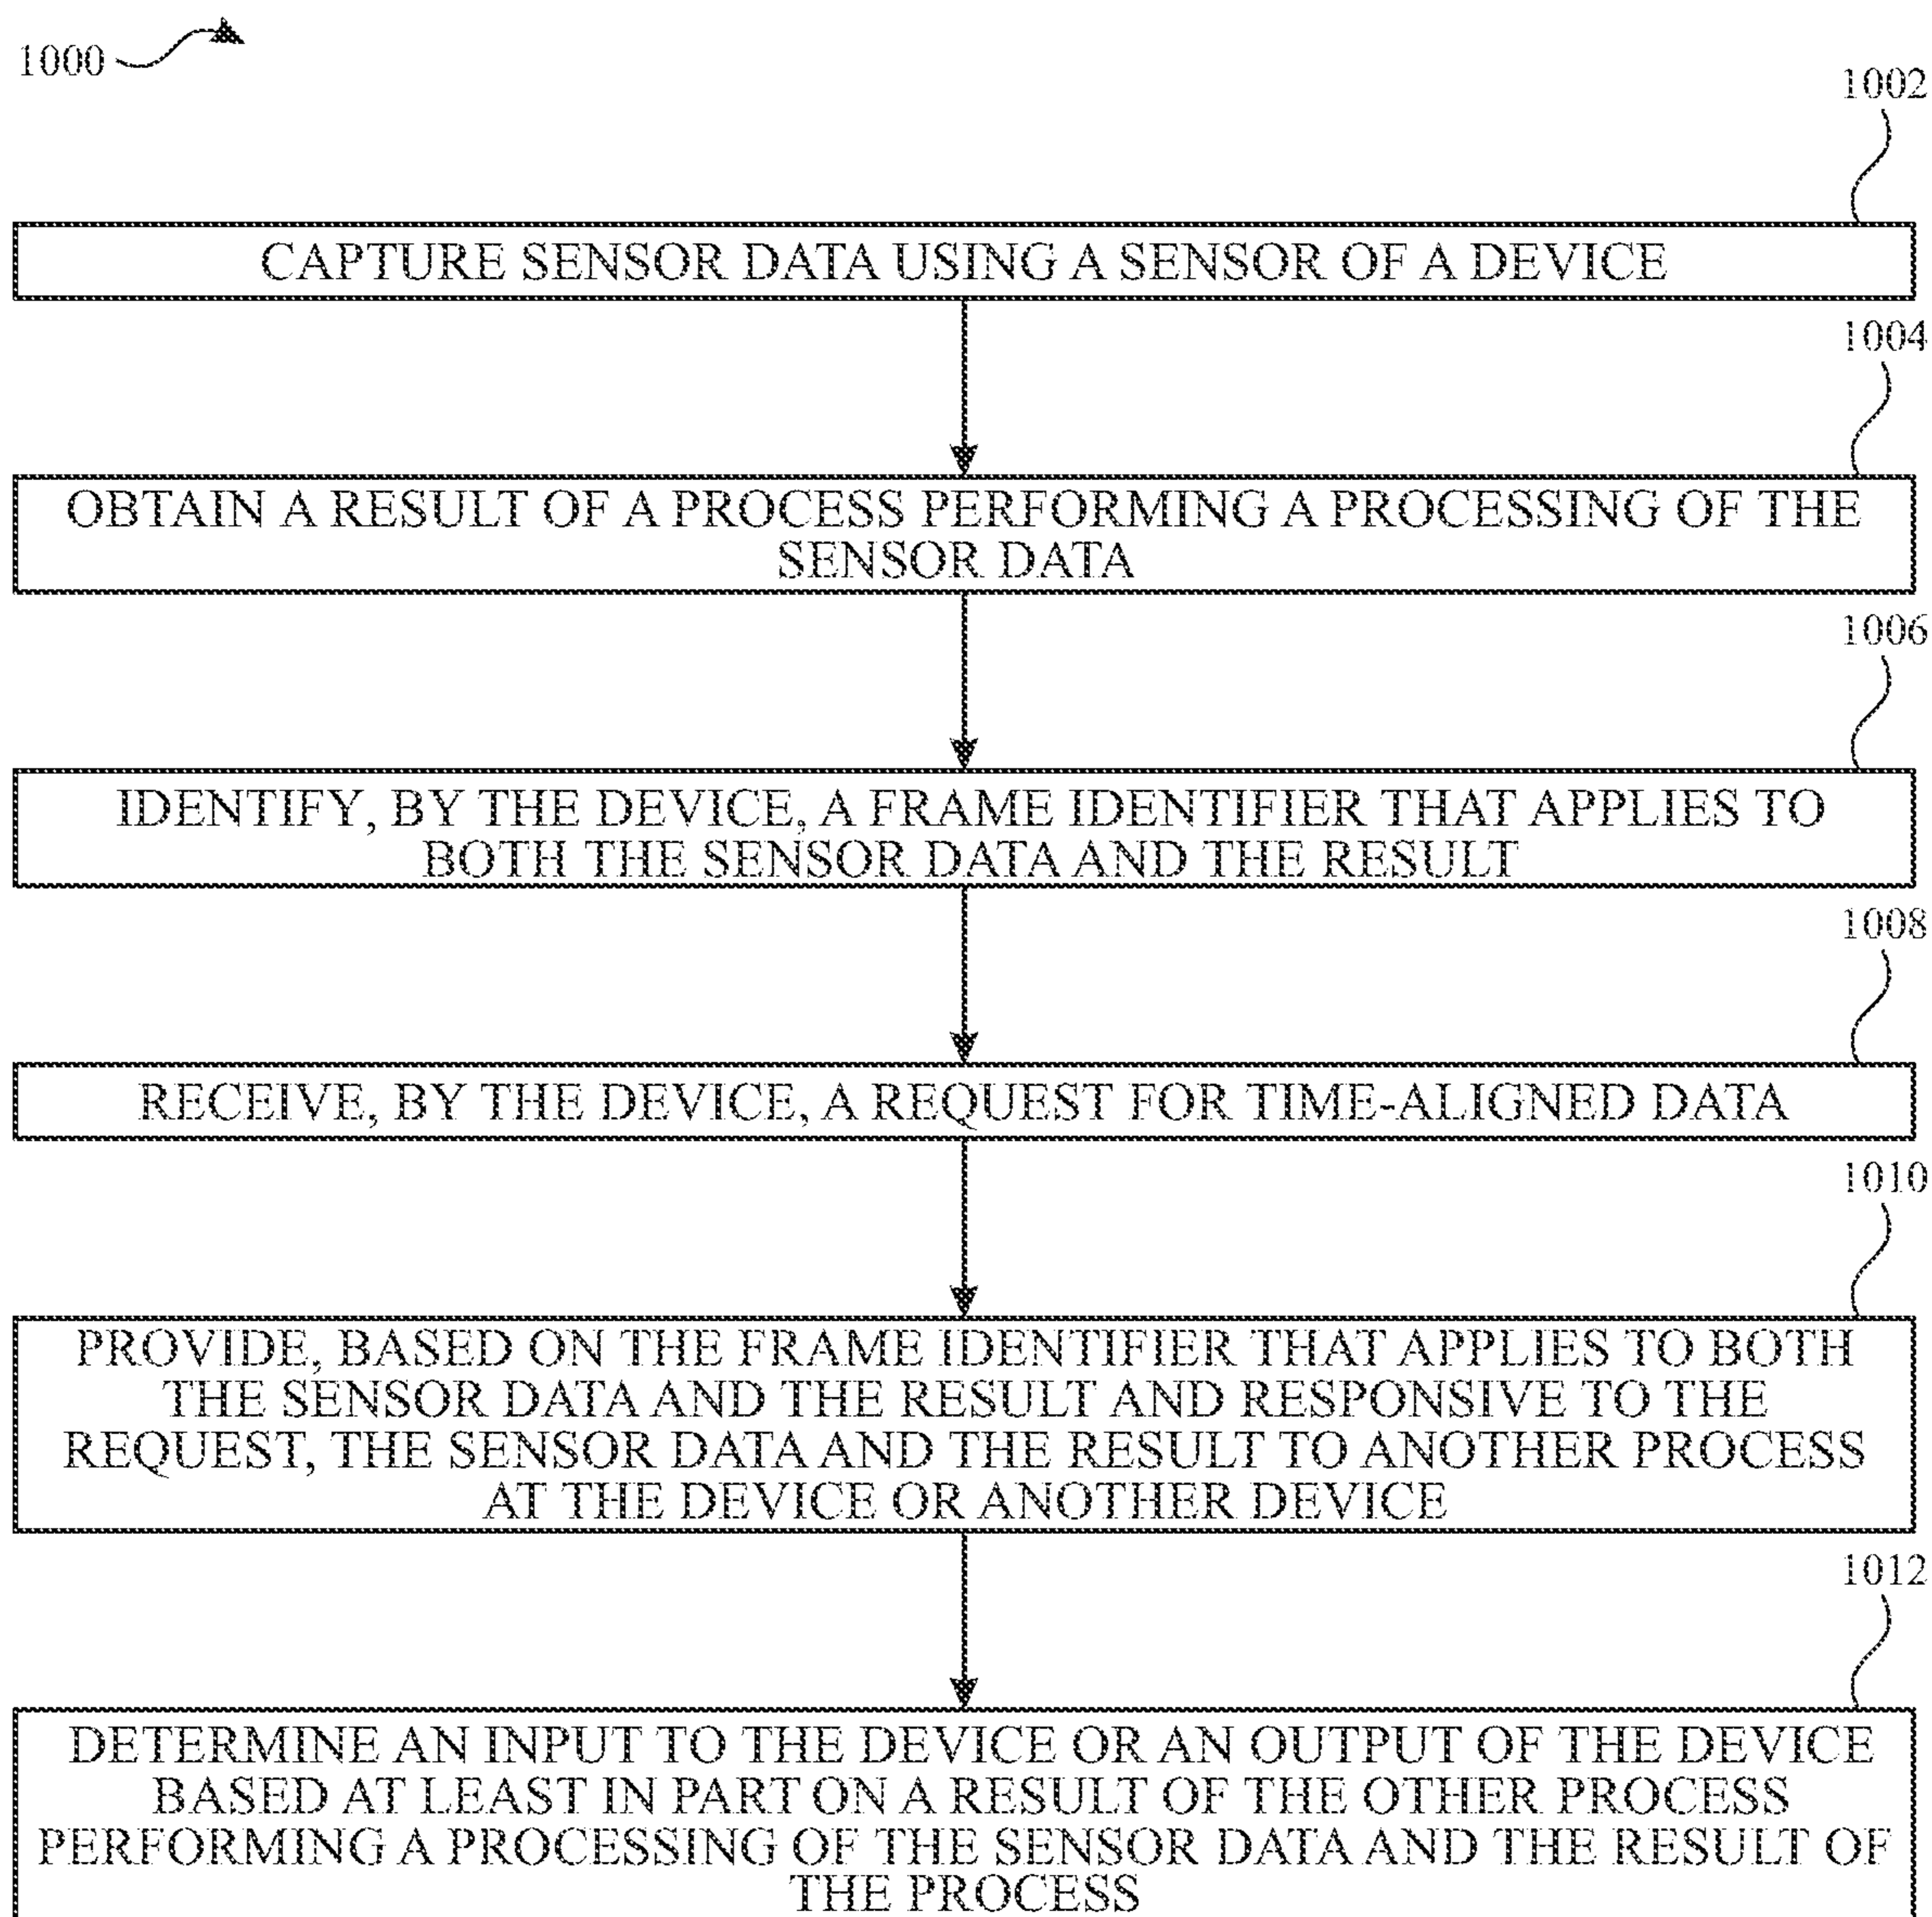 1000
1002
CAPTURE SENSOR DATA USING A SENSOR OF A DEVICE
1004
OBTAIN A RESULT OF A PROCESS PERFORMING A PROCESSING OF THE
SENSOR DATA
1006
IDENTIFY, BY THE DEVICE, A FRAME IDENTIFIER THAT APPLIES TO
BOTH THE SENSOR DATA AND THE RESULT
1008
RECEIVE, BY THE DEVICE, A REQUEST FOR TIME-ALIGNED DATA
1010
PROVIDE, BASED ON THE FRAME IDENTIFIER THAT APPLIES TO BOTH
THE SENSOR DATA AND THE RESULT AND RESPONSIVE TO THE
REQUEST, THE SENSOR DATA AND THE RESULT TO ANOTHER PROCESS
AT THE DEVICE OR ANOTHER DEVICE
1012
DETERMINE AN INPUT TO THE DEVICE OR AN OUTPUT OF THE DEVICE
BASED AT LEAST IN PART ON A RESULT OF THE OTHER PROCESS
PERFORMING A PROCESSING OF THE SENSOR DATA AND THE RESULT OF
THE PROCESS